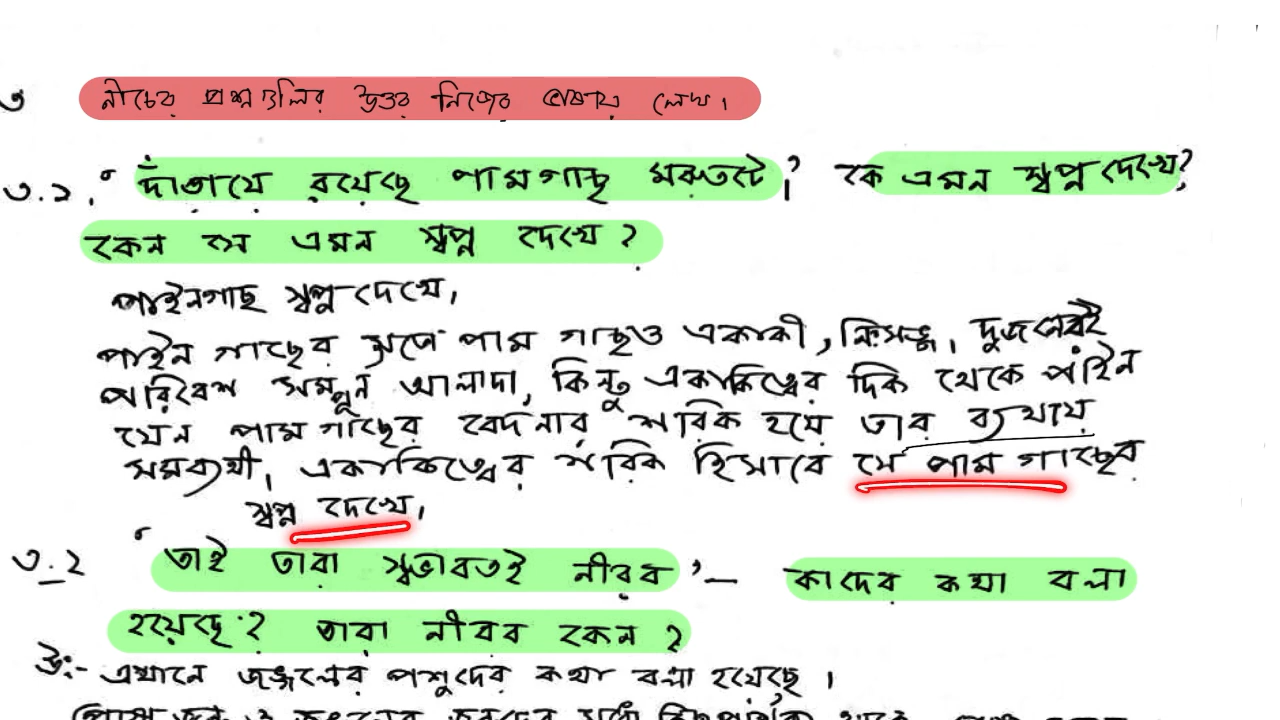 ৩ নীচের প্রশ্নগুলির উত্তর নিজের ভাষায় লেখ।
৩.১. 'দাঁড়ায়ে রয়েছে পামগাছ মরুতটে'। কে এমন স্বপ্ন দেখে?
কেন সে এমন স্বপ্ন দেখে?
পাইনগাছ স্বপ্ন দেখে।
পাইন গাছের মতো পাম গাছও একাকী, নিঃসঙ্গ। দুজনেরই
পরিবেশ সম্পূন আলাদা, কিন্তু একাকিত্বের দিক থেকে পাইন
যেন পাম গাছের বেদনার শরিক হয়ে তার ব্যথায়
সমব্যথী। একাকিত্বের শরিক হিসাবে সে পাম গাছের
স্বপ্ন দেখে।
৩.২ 'তাই তারা স্বভাবতই নীরব' – কাদের কথা বলা
হয়েছে? তারা নীরব কেন?
উ:- এখানে জঙ্গলের পশুদের কথা বলা হয়েছে।